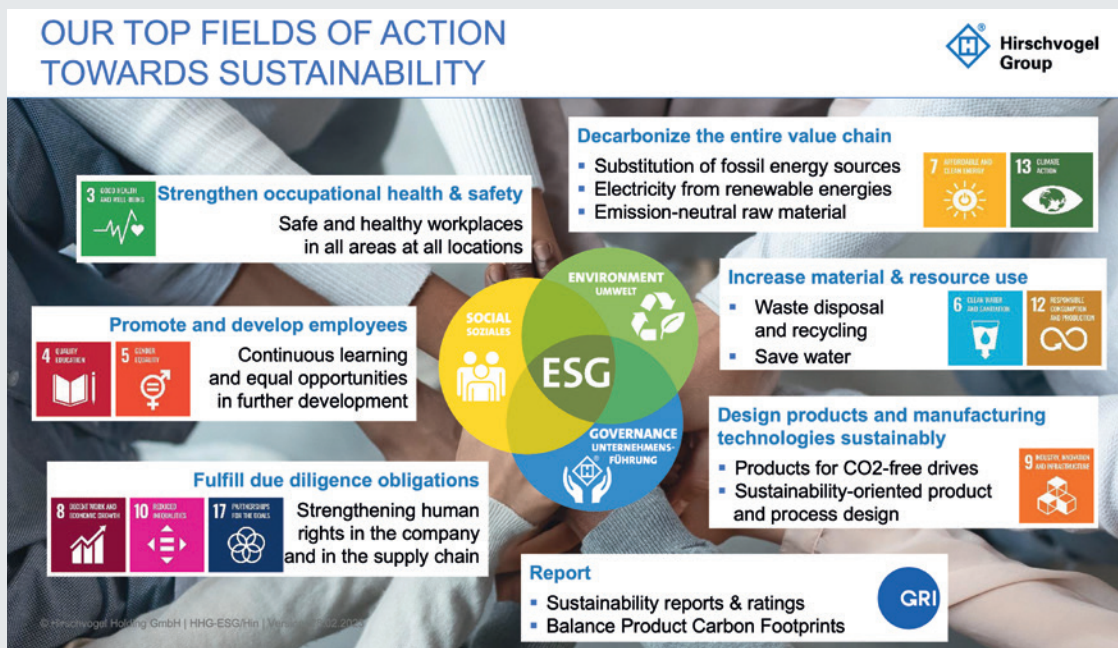 OUR TOP FIELDS OF ACTION
TOWARDS SUSTAINABILITY
Hirschvogel
Group
3 GOOD HEALTH
AND WELL-BEING
Strengthen occupational health & safety
Safe and healthy workplaces
in all areas at all locations
Promote and develop employees
4 QUALITY
EDUCATION
5 GENDER
EQUALITY
Continuous learning
and equal opportunities
in further development
Fulfill due diligence obligations
8 DECENT WORK AND
ECONOMIC GROWTH
10 REDUCED
INEQUALITIES
17 PARTNERSHIPS
FOR THE GOALS
Strengthening human
rights in the company
and in the supply chain
SOCIAL
SOZIALES
ENVIRONMENT
UMWELT
ESG
GOVERNANCE
UNTERNEHMENS-
FÜHRUNG
H
Decarbonize the entire value chain
▪ Substitution of fossil energy sources
▪ Electricity from renewable energies
▪ Emission-neutral raw material
7 AFFORDABLE AND
CLEAN ENERGY
13 CLIMATE
ACTION
Increase material & resource use
▪ Waste disposal
and recycling
▪ Save water
6 CLEAN WATER
AND SANITATION
12 RESPONSIBLE
CONSUMPTION
AND PRODUCTION
Design products and manufacturing
technologies sustainably
▪ Products for CO2-free drives
▪ Sustainability-oriented product
and process design
9 INDUSTRY, INNOVATION
AND INFRASTRUCTURE
Report
▪ Sustainability reports & ratings
▪ Balance Product Carbon Footprints
GRI
© Hirschvogel Holding GmbH | HHG-ESG/Hin |